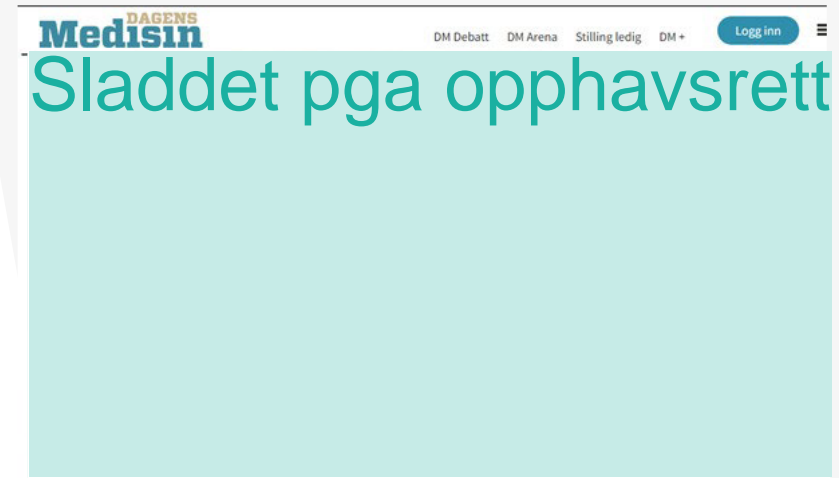 DAGENS
Medisin
DM Debatt DM Arena Stilling ledig DM + Logg inn
Sladdet pga opphavsrett